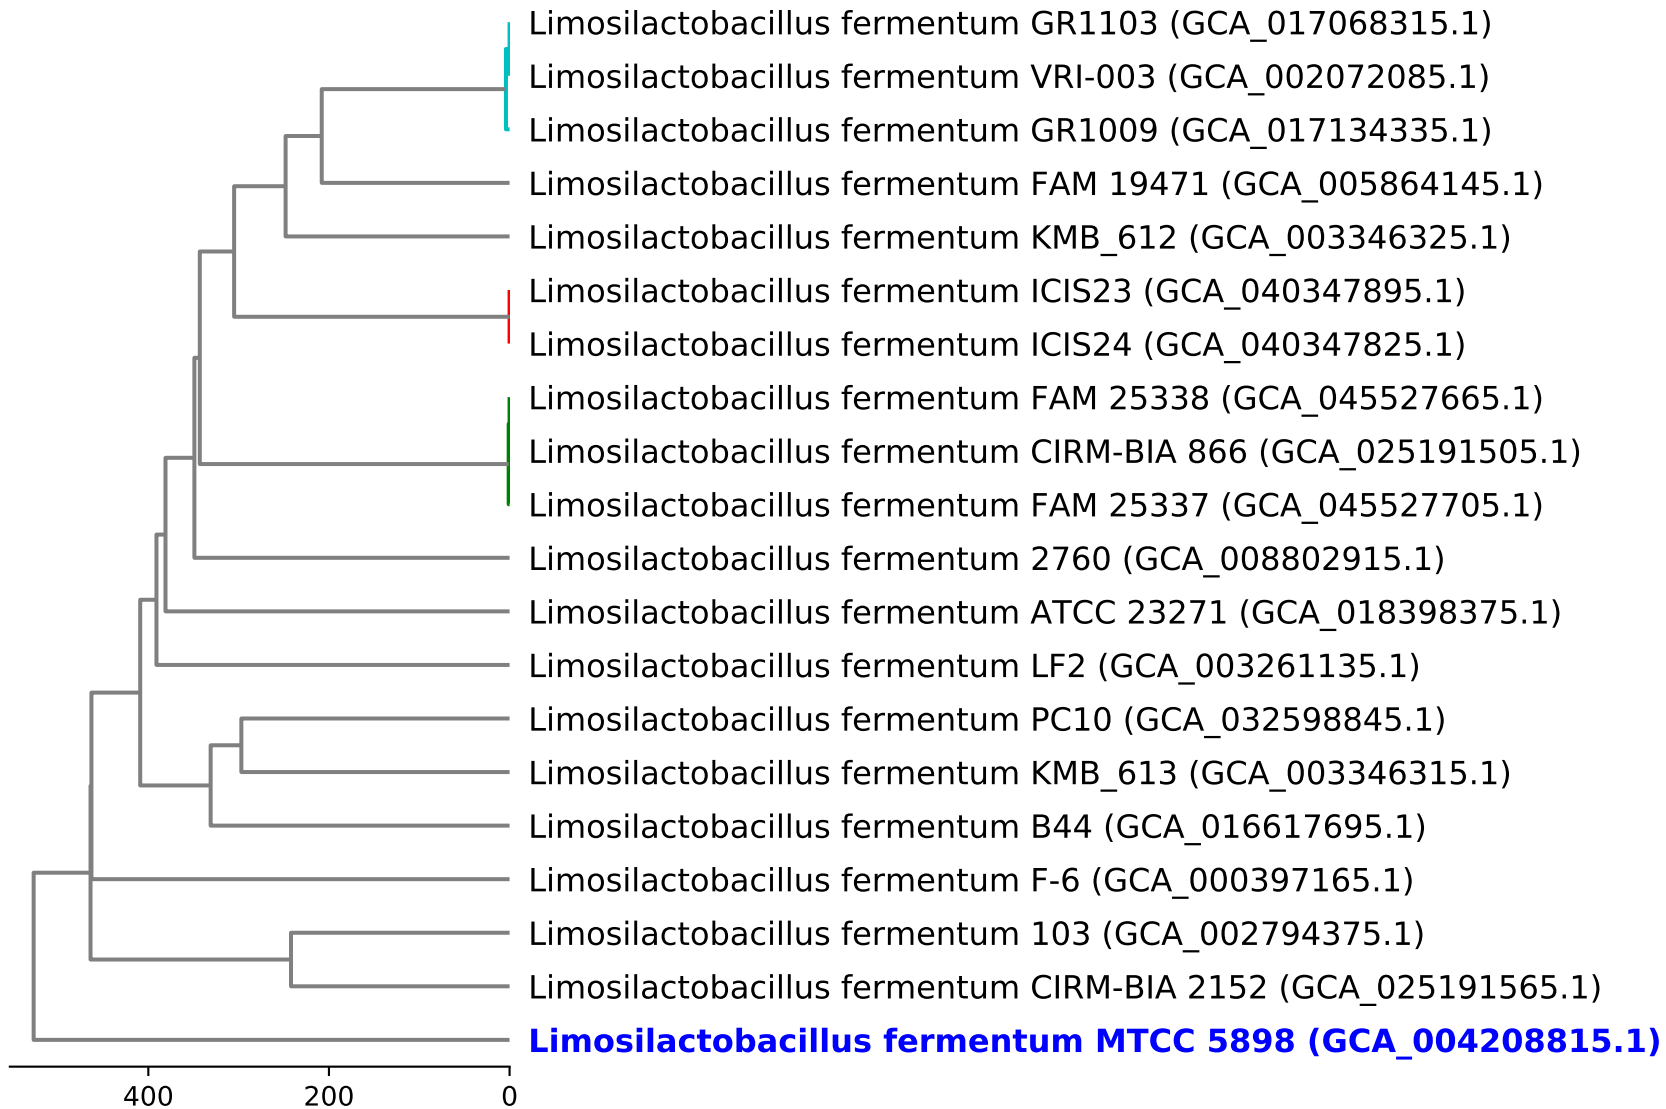 Limosilactobacillus fermentum GR1103 (GCA_017068315.1)
Limosilactobacillus fermentum VRI-003 (GCA_002072085.1)
Limosilactobacillus fermentum GR1009 (GCA_017134335.1)
Limosilactobacillus fermentum FAM 19471 (GCA_005864145.1)
Limosilactobacillus fermentum KMB_612 (GCA_003346325.1)
Limosilactobacillus fermentum ICIS23 (GCA_040347895.1)
Limosilactobacillus fermentum ICIS24 (GCA_040347825.1)
Limosilactobacillus fermentum FAM 25338 (GCA_045527665.1)
Limosilactobacillus fermentum CIRM-BIA 866 (GCA_025191505.1)
Limosilactobacillus fermentum FAM 25337 (GCA_045527705.1)
Limosilactobacillus fermentum 2760 (GCA_008802915.1)
Limosilactobacillus fermentum ATCC 23271 (GCA_018398375.1)
Limosilactobacillus fermentum LF2 (GCA_003261135.1)
Limosilactobacillus fermentum PC10 (GCA_032598845.1)
Limosilactobacillus fermentum KMB_613 (GCA_003346315.1)
Limosilactobacillus fermentum B44 (GCA_016617695.1)
Limosilactobacillus fermentum F-6 (GCA_000397165.1)
Limosilactobacillus fermentum 103 (GCA_002794375.1)
Limosilactobacillus fermentum CIRM-BIA 2152 (GCA_025191565.1)
Limosilactobacillus fermentum MTCC 5898 (GCA_004208815.1)
400 200 0